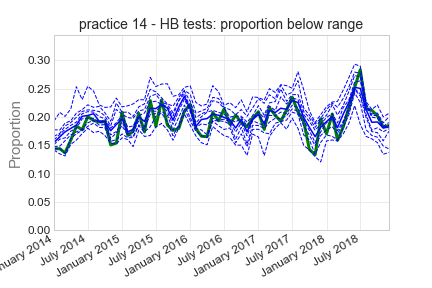 practice 14 - HB tests: proportion below range
Proportion
0.30
0.25
0.20
0.15
0.10
0.05
0.00
nuary 2014
July 2014
January 2015
July 2015
January 2016
July 2016
January 2017
July 2017
January 2018
July 2018